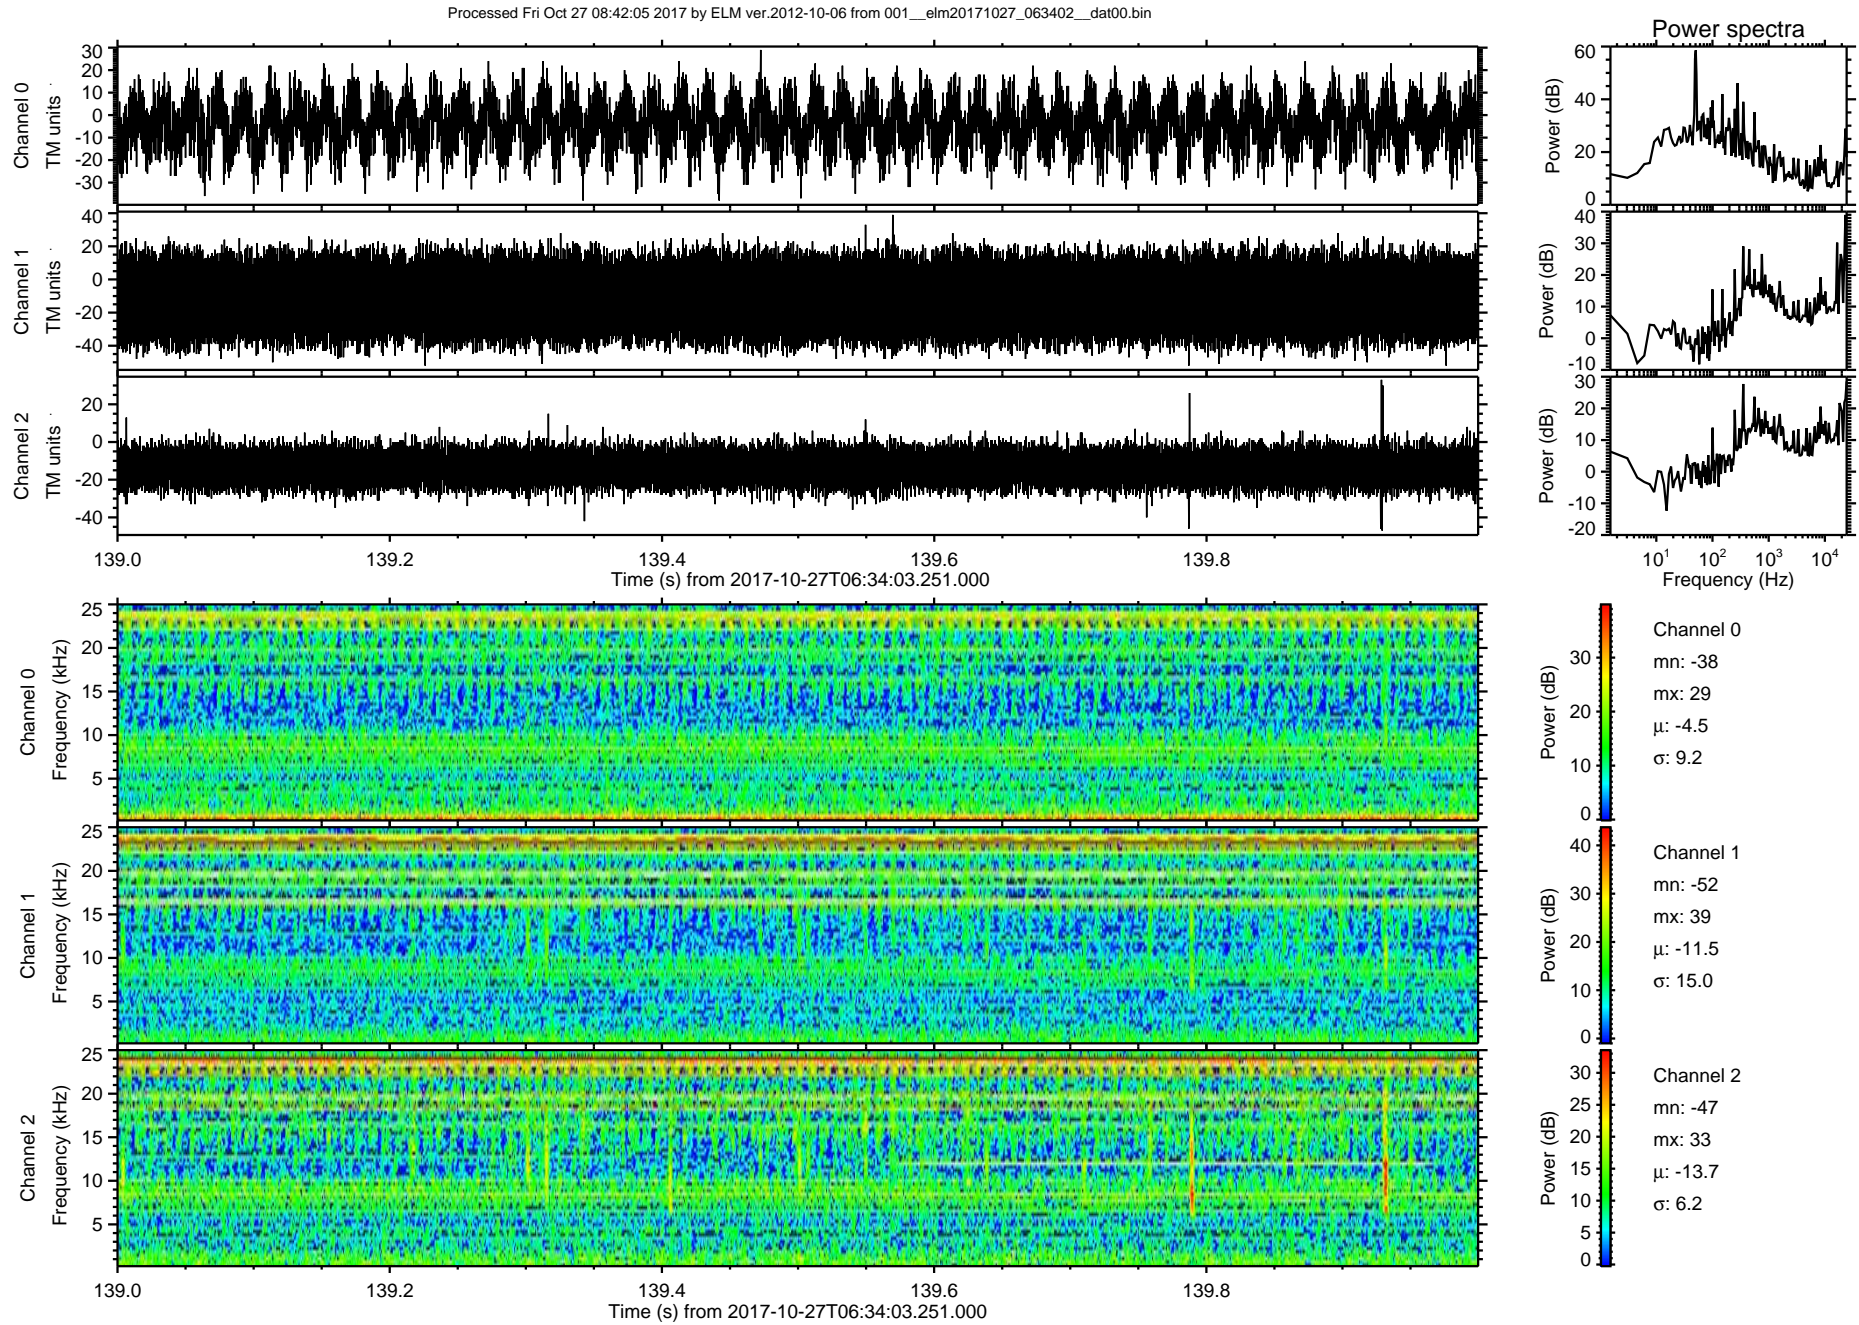 Processed Fri Oct 27 08:42:05 2017 by ELM ver.2012-10-06 from 001__elm20171027_063402__dat00.bin
Power spectra
Channel 0
TM units
30
20
10
0
-10
-20
-30
Power (dB)
60
40
20
0
Channel 1
TM units
40
20
0
-20
-40
Power (dB)
40
30
20
10
0
-10
Channel 2
TM units
20
0
-20
-40
Power (dB)
30
20
10
0
-10
-20
139.0 139.2 139.4 139.6 139.8
Time (s) from 2017-10-27T06:34:03.251.000
10^1 10^2 10^3 10^4
Frequency (Hz)
Channel 0
Frequency (kHz)
25
20
15
10
5
Power (dB)
30
20
10
0
Channel 0
mn: -38
mx: 29
μ: -4.5
σ: 9.2
Channel 1
Frequency (kHz)
25
20
15
10
5
Power (dB)
40
30
20
10
0
Channel 1
mn: -52
mx: 39
μ: -11.5
σ: 15.0
Channel 2
Frequency (kHz)
25
20
15
10
5
Power (dB)
30
25
20
15
10
5
0
Channel 2
mn: -47
mx: 33
μ: -13.7
σ: 6.2
139.0 139.2 139.4 139.6 139.8
Time (s) from 2017-10-27T06:34:03.251.000